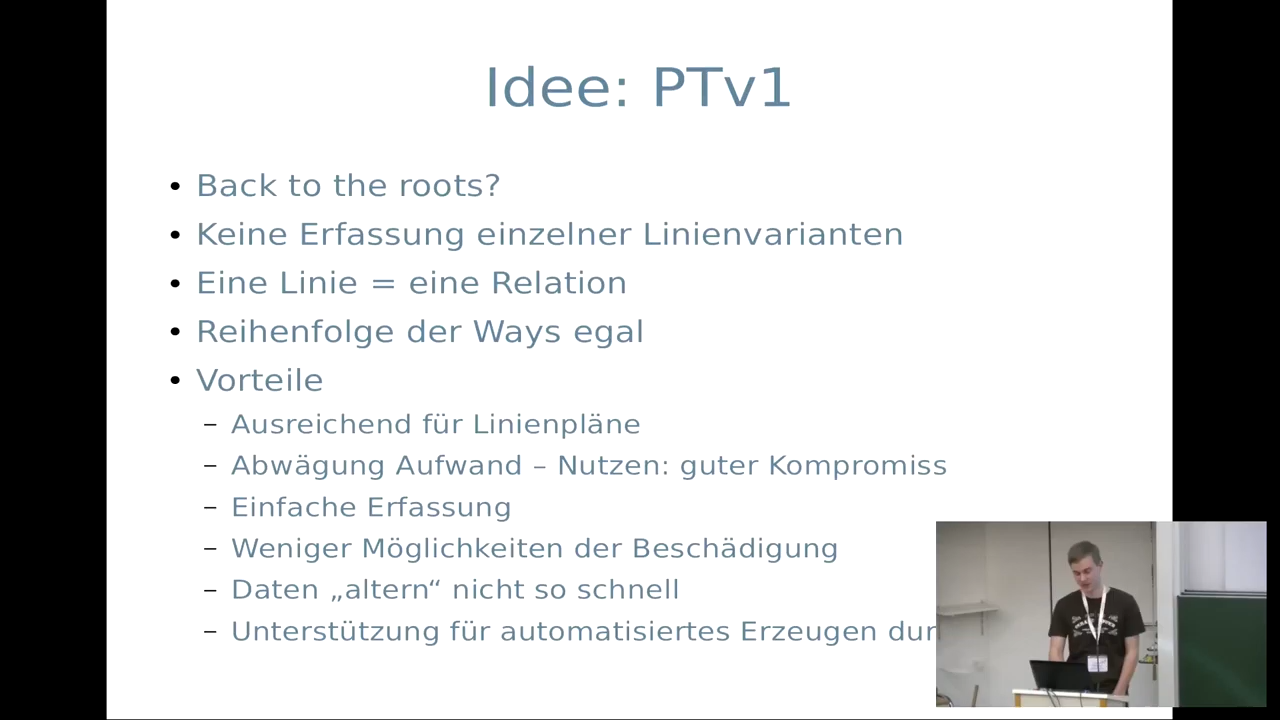 Idee: PTv1
• Back to the roots?
• Keine Erfassung einzelner Linienvarianten
• Eine Linie = eine Relation
• Reihenfolge der Ways egal
• Vorteile
– Ausreichend für Linienpläne
– Abwägung Aufwand – Nutzen: guter Kompromiss
– Einfache Erfassung
– Weniger Möglichkeiten der Beschädigung
– Daten „altern“ nicht so schnell
– Unterstützung für automatisiertes Erzeugen